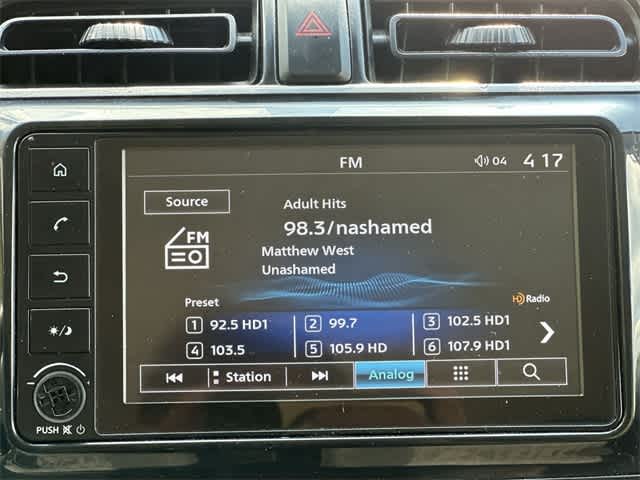 FM
04
4 17
Source
Adult Hits
98.3/nashamed
FM
Matthew West
Unashamed
HD Radio
Preset
1 92.5 HD1
2 99.7
3 102.5 HD1
4 103.5
5 105.9 HD
6 107.9 HD1
Station
Analog
PUSH